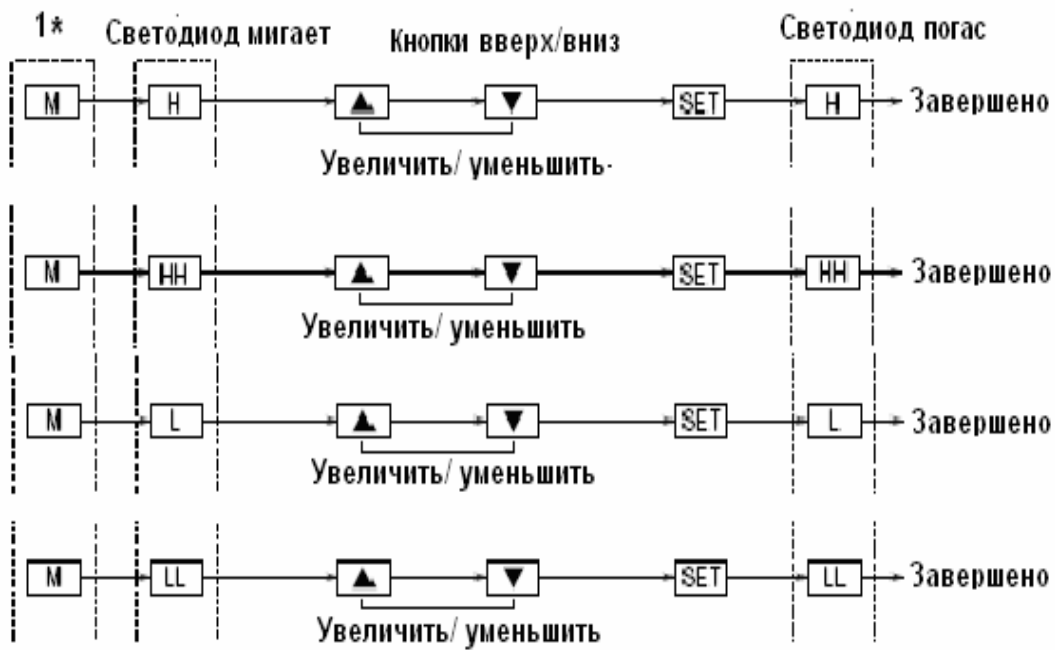 1* Светодиод мигает Кнопки вверх/вниз Светодиод погас
M H ▲ ▼ SET H Завершено
Увеличить/ уменьшить-
M HH ▲ ▼ SET HH Завершено
Увеличить/ уменьшить
M L ▲ ▼ SET L Завершено
Увеличить/ уменьшить
M LL ▲ ▼ SET LL Завершено
Увеличить/ уменьшить